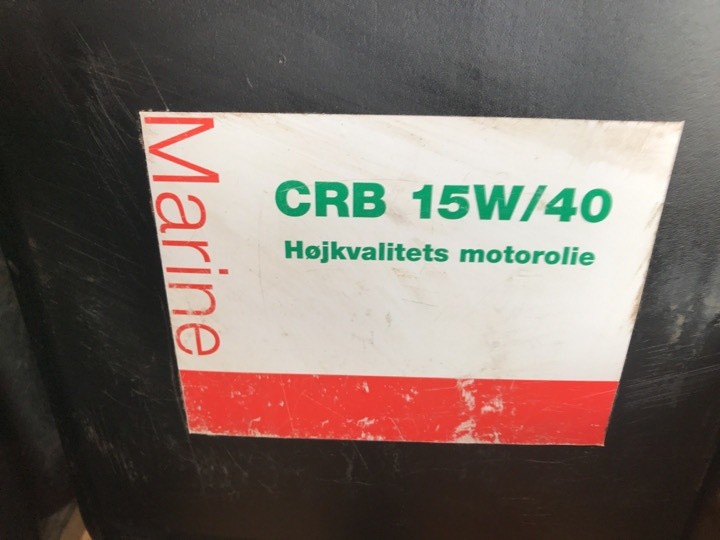 Marine
CRB 15W/40
Højkvalitets motorolie